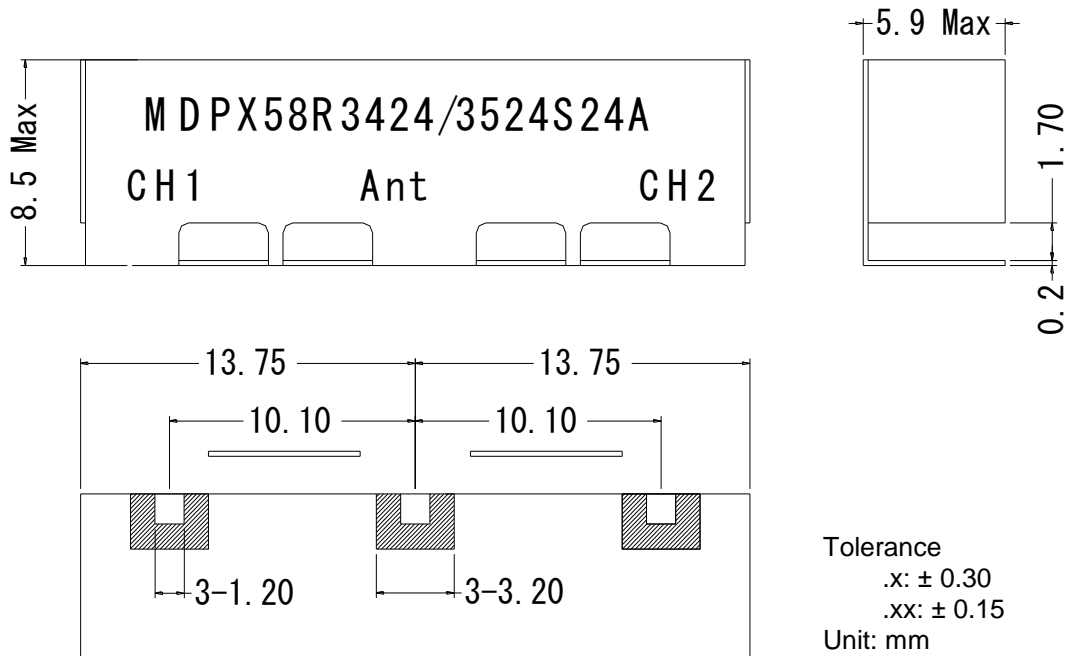 5.9 Max
8.5 Max
MDPX58R3424/3524S24A
CH1 Ant CH2
1.70
0.2
13.75 13.75
10.10 10.10
3-1.20 3-3.20
Tolerance
.x: ± 0.30
.xx: ± 0.15
Unit: mm